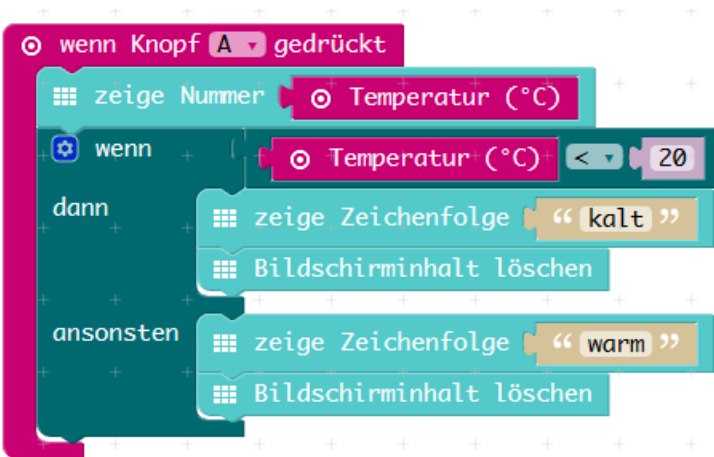 wenn Knopf A gedrückt
zeige Nummer Temperatur (°C)
wenn Temperatur (°C) < 20
dann zeige Zeichenfolge “ kalt ”
Bildschirminhalt löschen
ansonsten zeige Zeichenfolge “ warm ”
Bildschirminhalt löschen